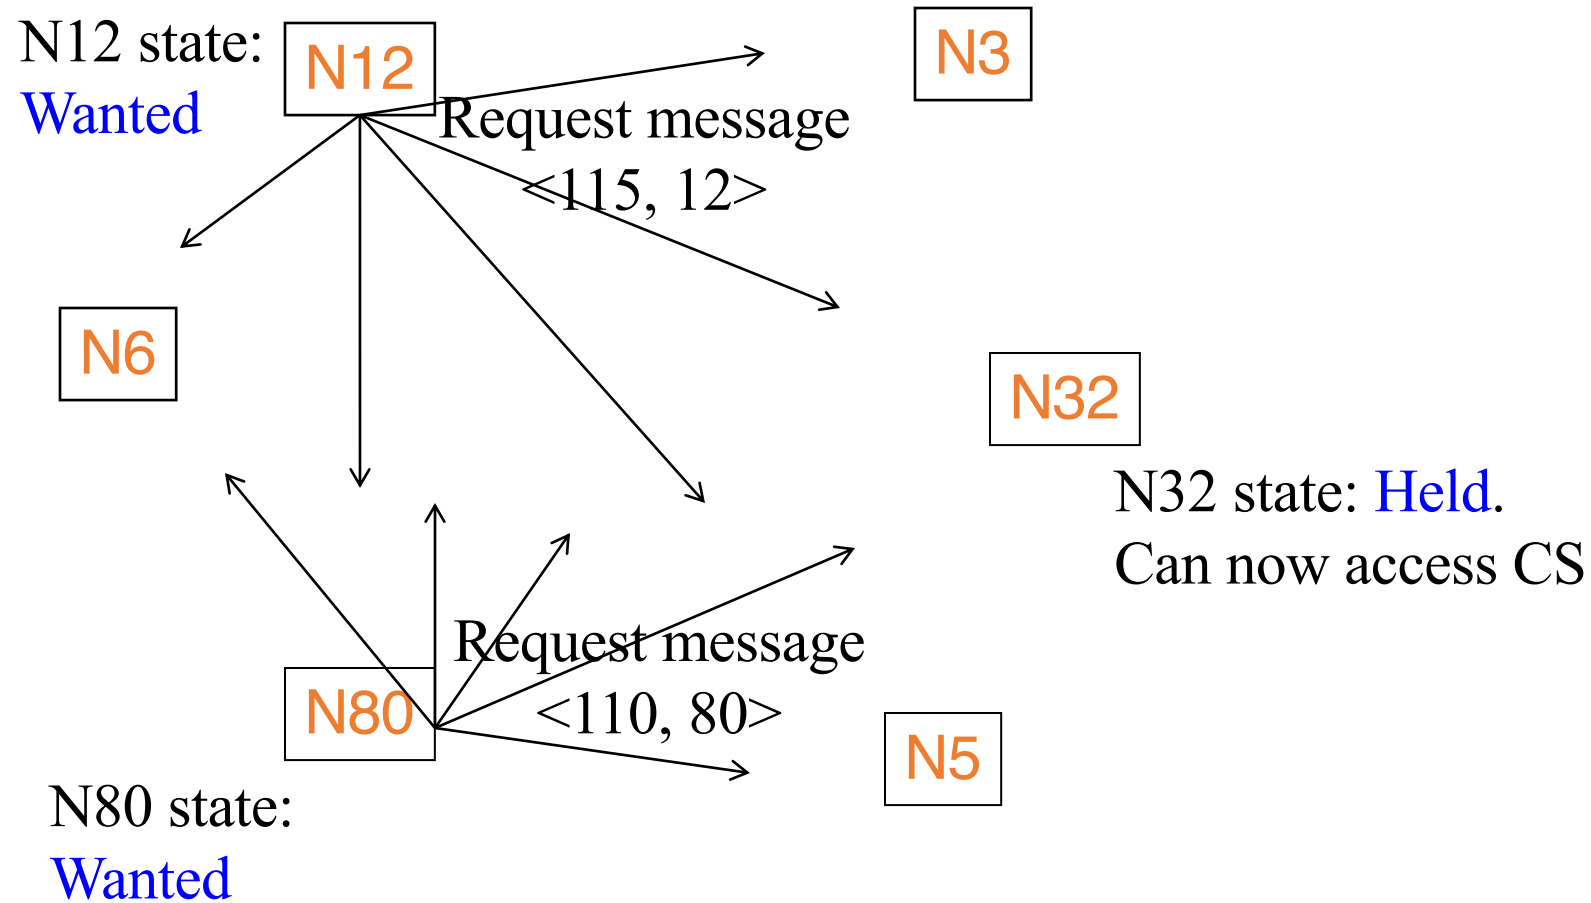 N12 state:
Wanted
N12
N3
Request message
<115, 12>
N6
N32
N32 state: Held.
Can now access CS
Request message
<110, 80>
N80
N5
N80 state:
Wanted